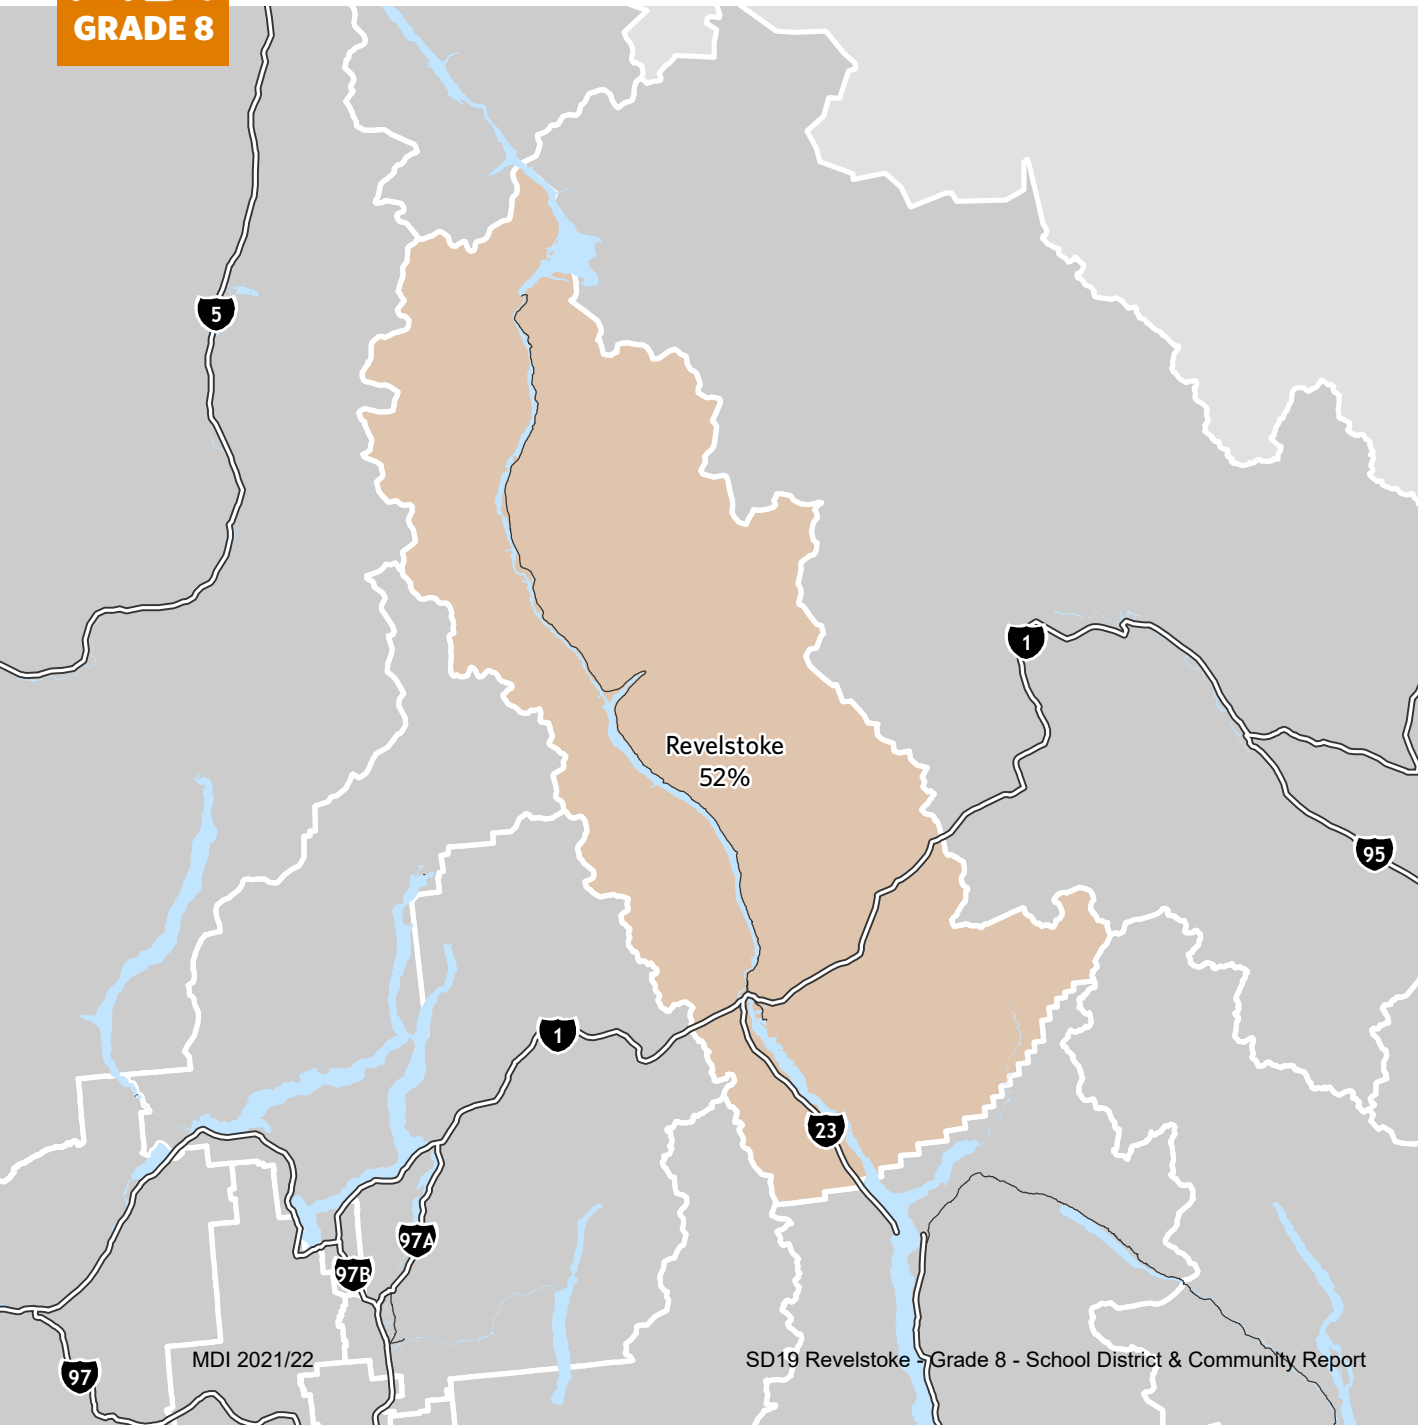 GRADE 8
5
1
Revelstoke
52%
95
1
23
97A
97B
97
MDI 2021/22
SD19 Revelstoke - Grade 8 - School District & Community Report